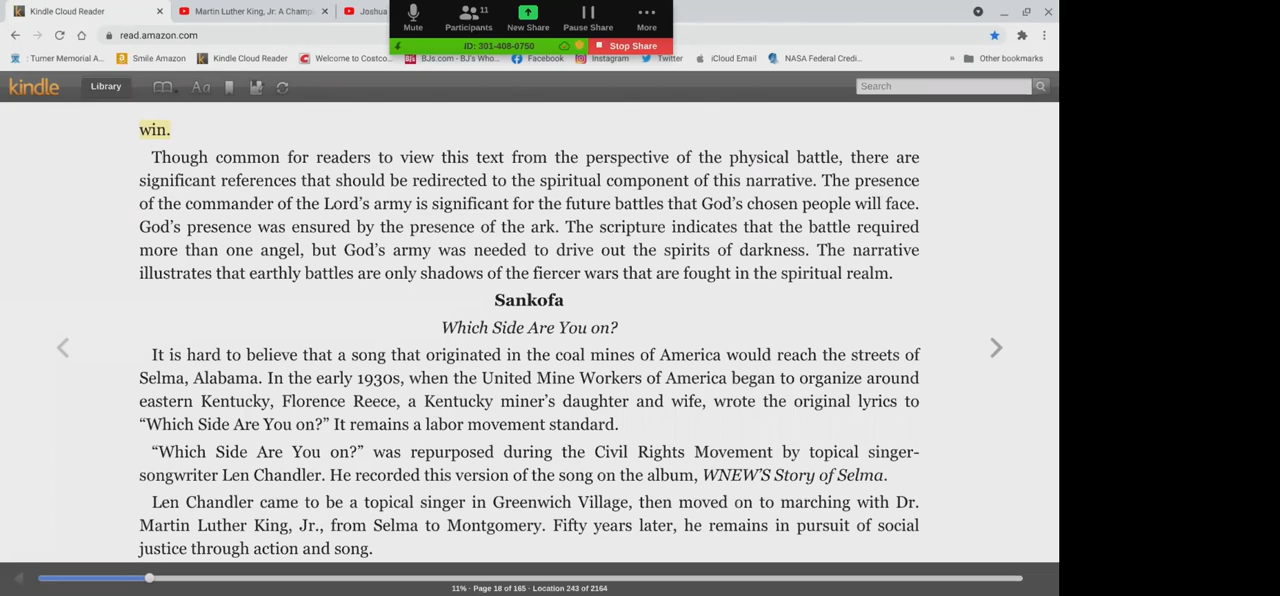 Kindle Cloud Reader × Martin Luther King, Jr: A Champ × Joshua
Mute Participants 11 New Share Pause Share More
ID: 301-408-0750 Stop Share
read.amazon.com
: Turner Memorial A... Smile Amazon Kindle Cloud Reader Welcome to Costco... BJs.com - BJ's Who... Facebook Instagram Twitter iCloud Email NASA Federal Credi... Other bookmarks
kindle Library Aa Search
win.
Though common for readers to view this text from the perspective of the physical battle, there are
significant references that should be redirected to the spiritual component of this narrative. The presence
of the commander of the Lord's army is significant for the future battles that God's chosen people will face.
God's presence was ensured by the presence of the ark. The scripture indicates that the battle required
more than one angel, but God's army was needed to drive out the spirits of darkness. The narrative
illustrates that earthly battles are only shadows of the fiercer wars that are fought in the spiritual realm.
Sankofa
Which Side Are You on?
It is hard to believe that a song that originated in the coal mines of America would reach the streets of
Selma, Alabama. In the early 1930s, when the United Mine Workers of America began to organize around
eastern Kentucky, Florence Reece, a Kentucky miner's daughter and wife, wrote the original lyrics to
“Which Side Are You on?” It remains a labor movement standard.
“Which Side Are You on?” was repurposed during the Civil Rights Movement by topical singer-
songwriter Len Chandler. He recorded this version of the song on the album, WNEW'S Story of Selma.
Len Chandler came to be a topical singer in Greenwich Village, then moved on to marching with Dr.
Martin Luther King, Jr., from Selma to Montgomery. Fifty years later, he remains in pursuit of social
justice through action and song.
11% · Page 18 of 165 · Location 243 of 2164